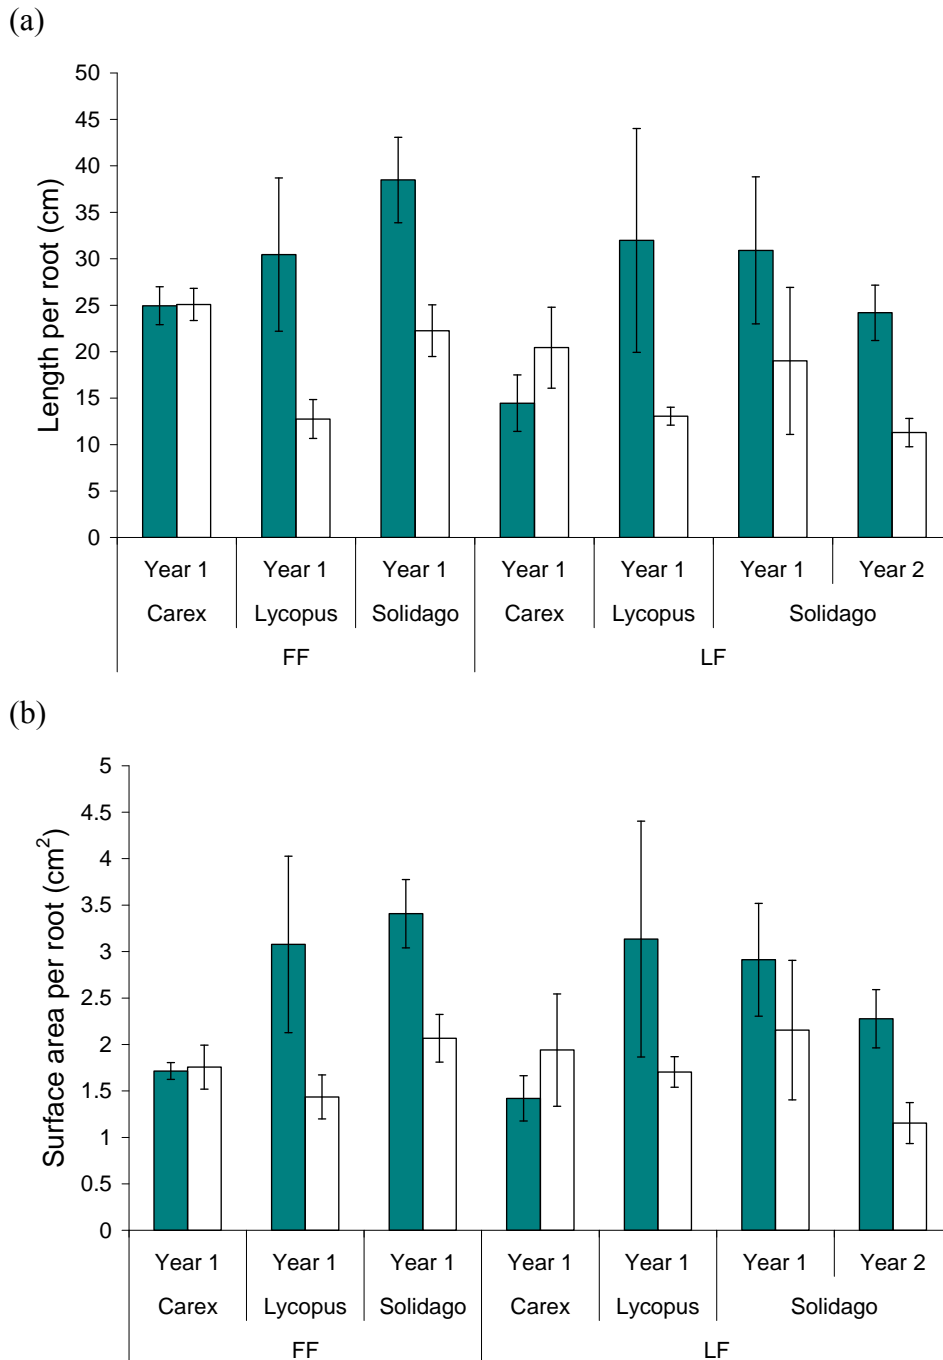 (a)
Length per root (cm)
50
45
40
35
30
25
20
15
10
5
0
Year 1 Year 1 Year 1 Year 1 Year 1 Year 1 Year 2
Carex Lycopus Solidago Carex Lycopus Solidago
FF LF
(b)
Surface area per root (cm²)
5
4.5
4
3.5
3
2.5
2
1.5
1
0.5
0
Year 1 Year 1 Year 1 Year 1 Year 1 Year 1 Year 2
Carex Lycopus Solidago Carex Lycopus Solidago
FF LF